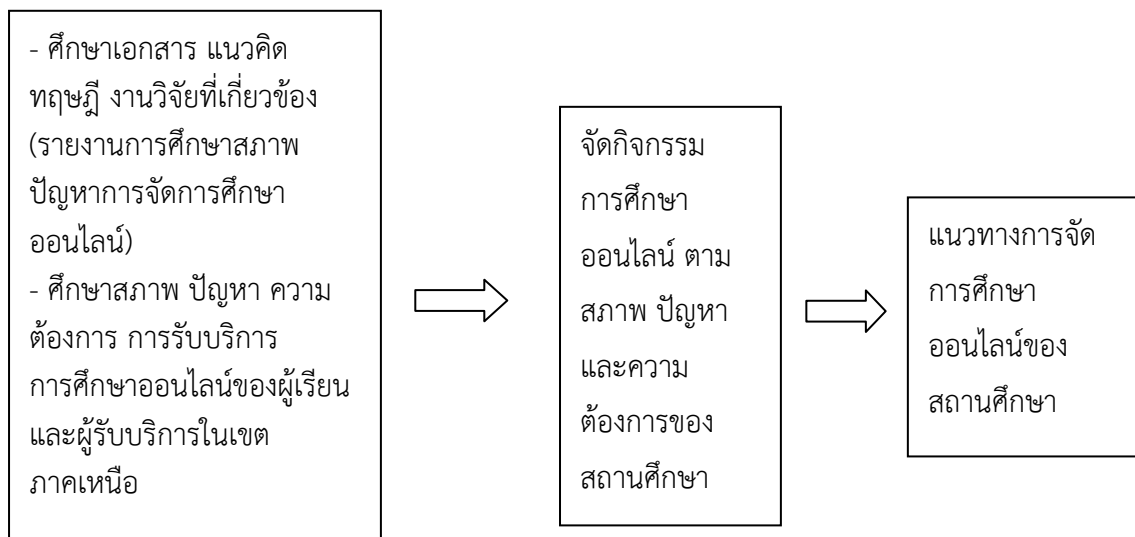 - ศึกษาเอกสาร แนวคิด
ทฤษฎี งานวิจัยที่เกี่ยวข้อง
(รายงานการศึกษาสภาพ
ปัญหาการจัดการศึกษา
ออนไลน์)
- ศึกษาสภาพ ปัญหา ความ
ต้องการ การรับบริการ
การศึกษาออนไลน์ของผู้เรียน
และผู้รับบริการในเขต
ภาคเหนือ
จัดกิจกรรม
การศึกษา
ออนไลน์ ตาม
สภาพ ปัญหา
และความ
ต้องการของ
สถานศึกษา
แนวทางการจัด
การศึกษา
ออนไลน์ของ
สถานศึกษา